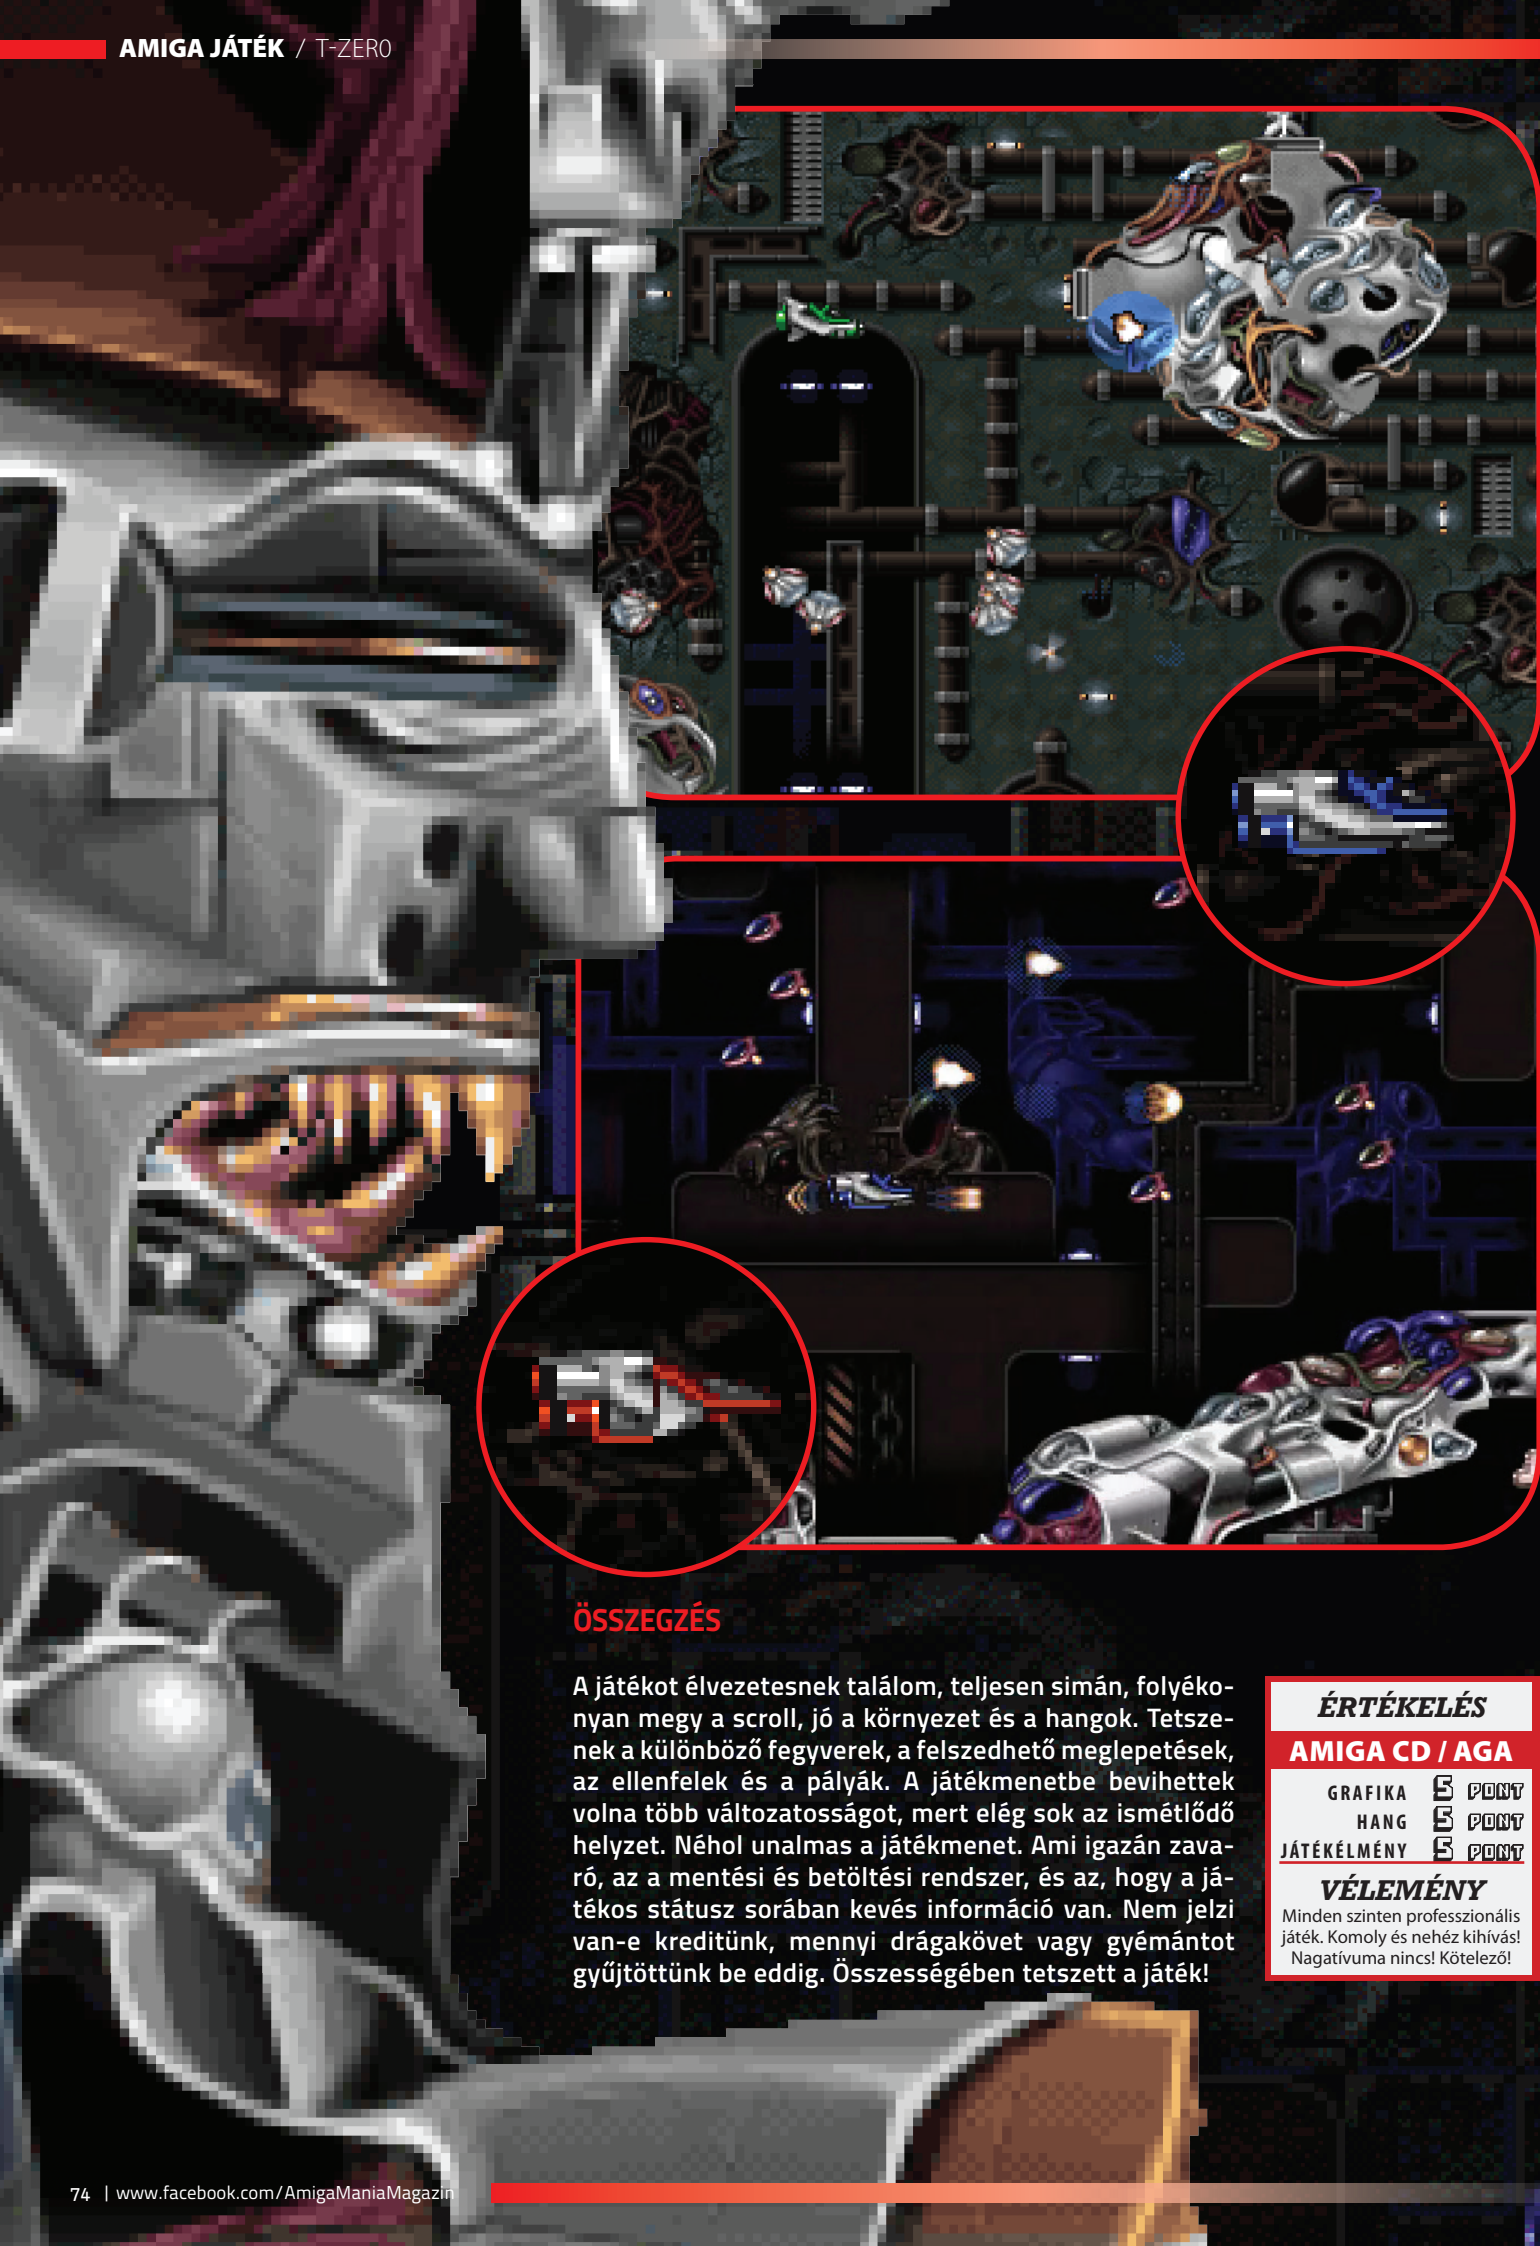 AMIGA JÁTÉK / T-ZER0
ÖSSZEGZÉS
A játékot élvezetesnek találom, teljesen simán, folyéko-
nyan megy a scroll, jó a környezet és a hangok. Tetsze-
nek a különböző fegyverek, a felszedhető meglepetések,
az ellenfelek és a pályák. A játékmenetbe bevihettek
volna több változatosságot, mert elég sok az ismétlődő
helyzet. Néhol unalmas a játékmenet. Ami igazán zava-
ró, az a mentési és betöltési rendszer, és az, hogy a já-
tékos státusz sorában kevés információ van. Nem jelzi
van-e kreditünk, mennyi drágakövet vagy gyémántot
gyűjtöttünk be eddig. Összességében tetszett a játék!
ÉRTÉKELÉS
AMIGA CD / AGA
GRAFIKA 5 PONT
HANG 5 PONT
JÁTÉKÉLMÉNY 5 PONT
VÉLEMÉNY
Minden szinten professzionális
játék. Komoly és nehéz kihívás!
Nagatívuma nincs! Kötelező!
74 | www.facebook.com/AmigaManiaMagazin